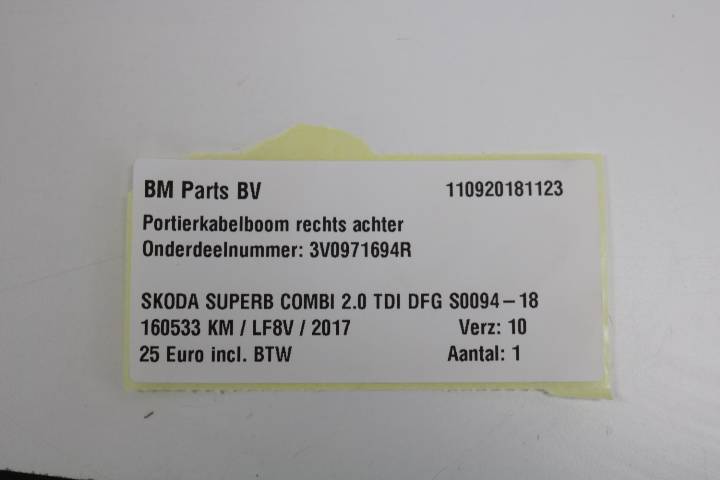 BM Parts BV 110920181123
Portierkabelboom rechts achter
Onderdeelnummer: 3V0971694R
SKODA SUPERB COMBI 2.0 TDI DFG S0094-18
160533 KM / LF8V / 2017 Verz: 10
25 Euro incl. BTW Aantal: 1